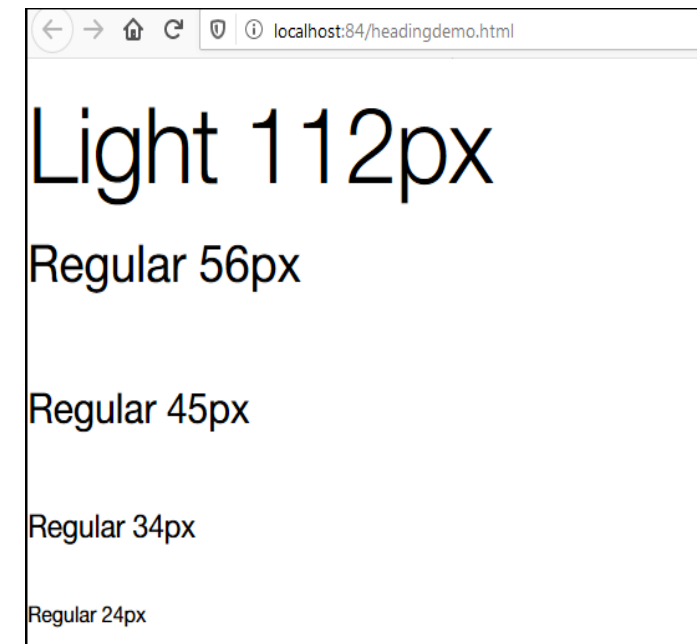 localhost:84/headingdemo.html
Light 112px
Regular 56px
Regular 45px
Regular 34px
Regular 24px